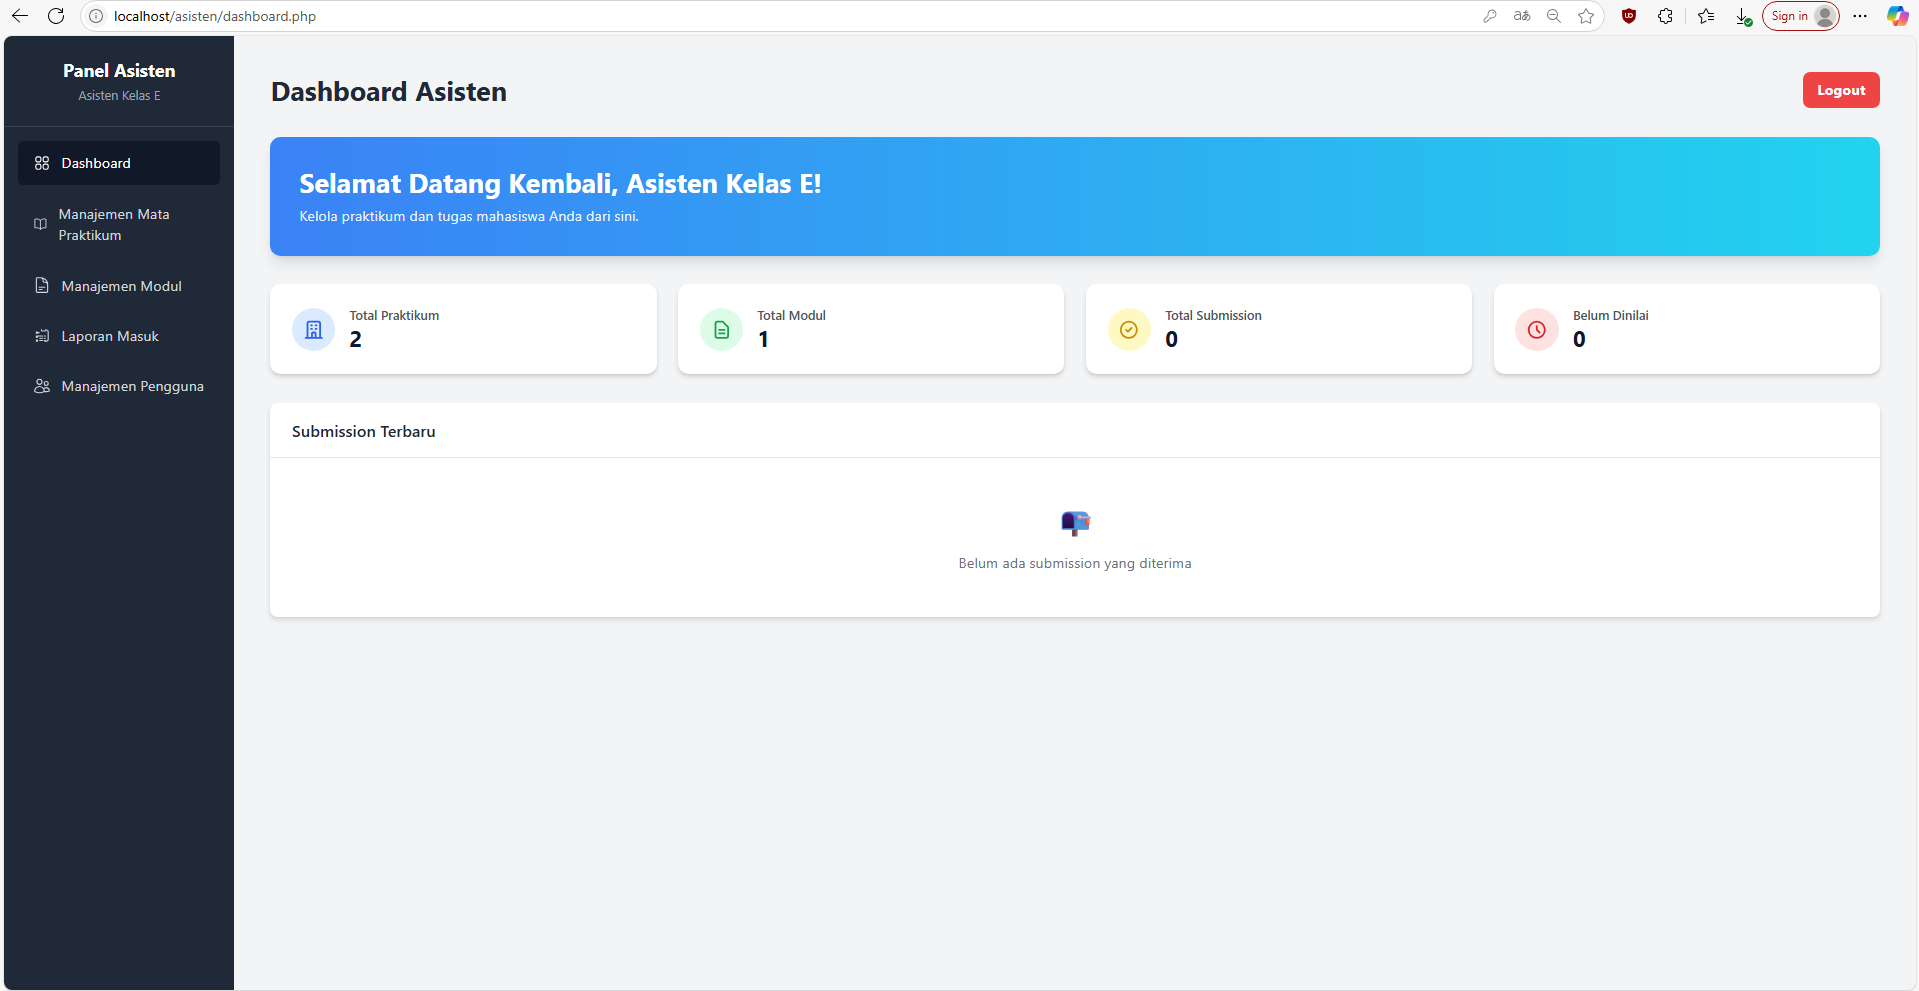 localhost/asisten/dashboard.php
Sign in
Panel Asisten
Asisten Kelas E
Dashboard
Manajemen Mata
Praktikum
Manajemen Modul
Laporan Masuk
Manajemen Pengguna
Dashboard Asisten
Logout
Selamat Datang Kembali, Asisten Kelas E!
Kelola praktikum dan tugas mahasiswa Anda dari sini.
Total Praktikum
2
Total Modul
1
Total Submission
0
Belum Dinilai
0
Submission Terbaru
Belum ada submission yang diterima